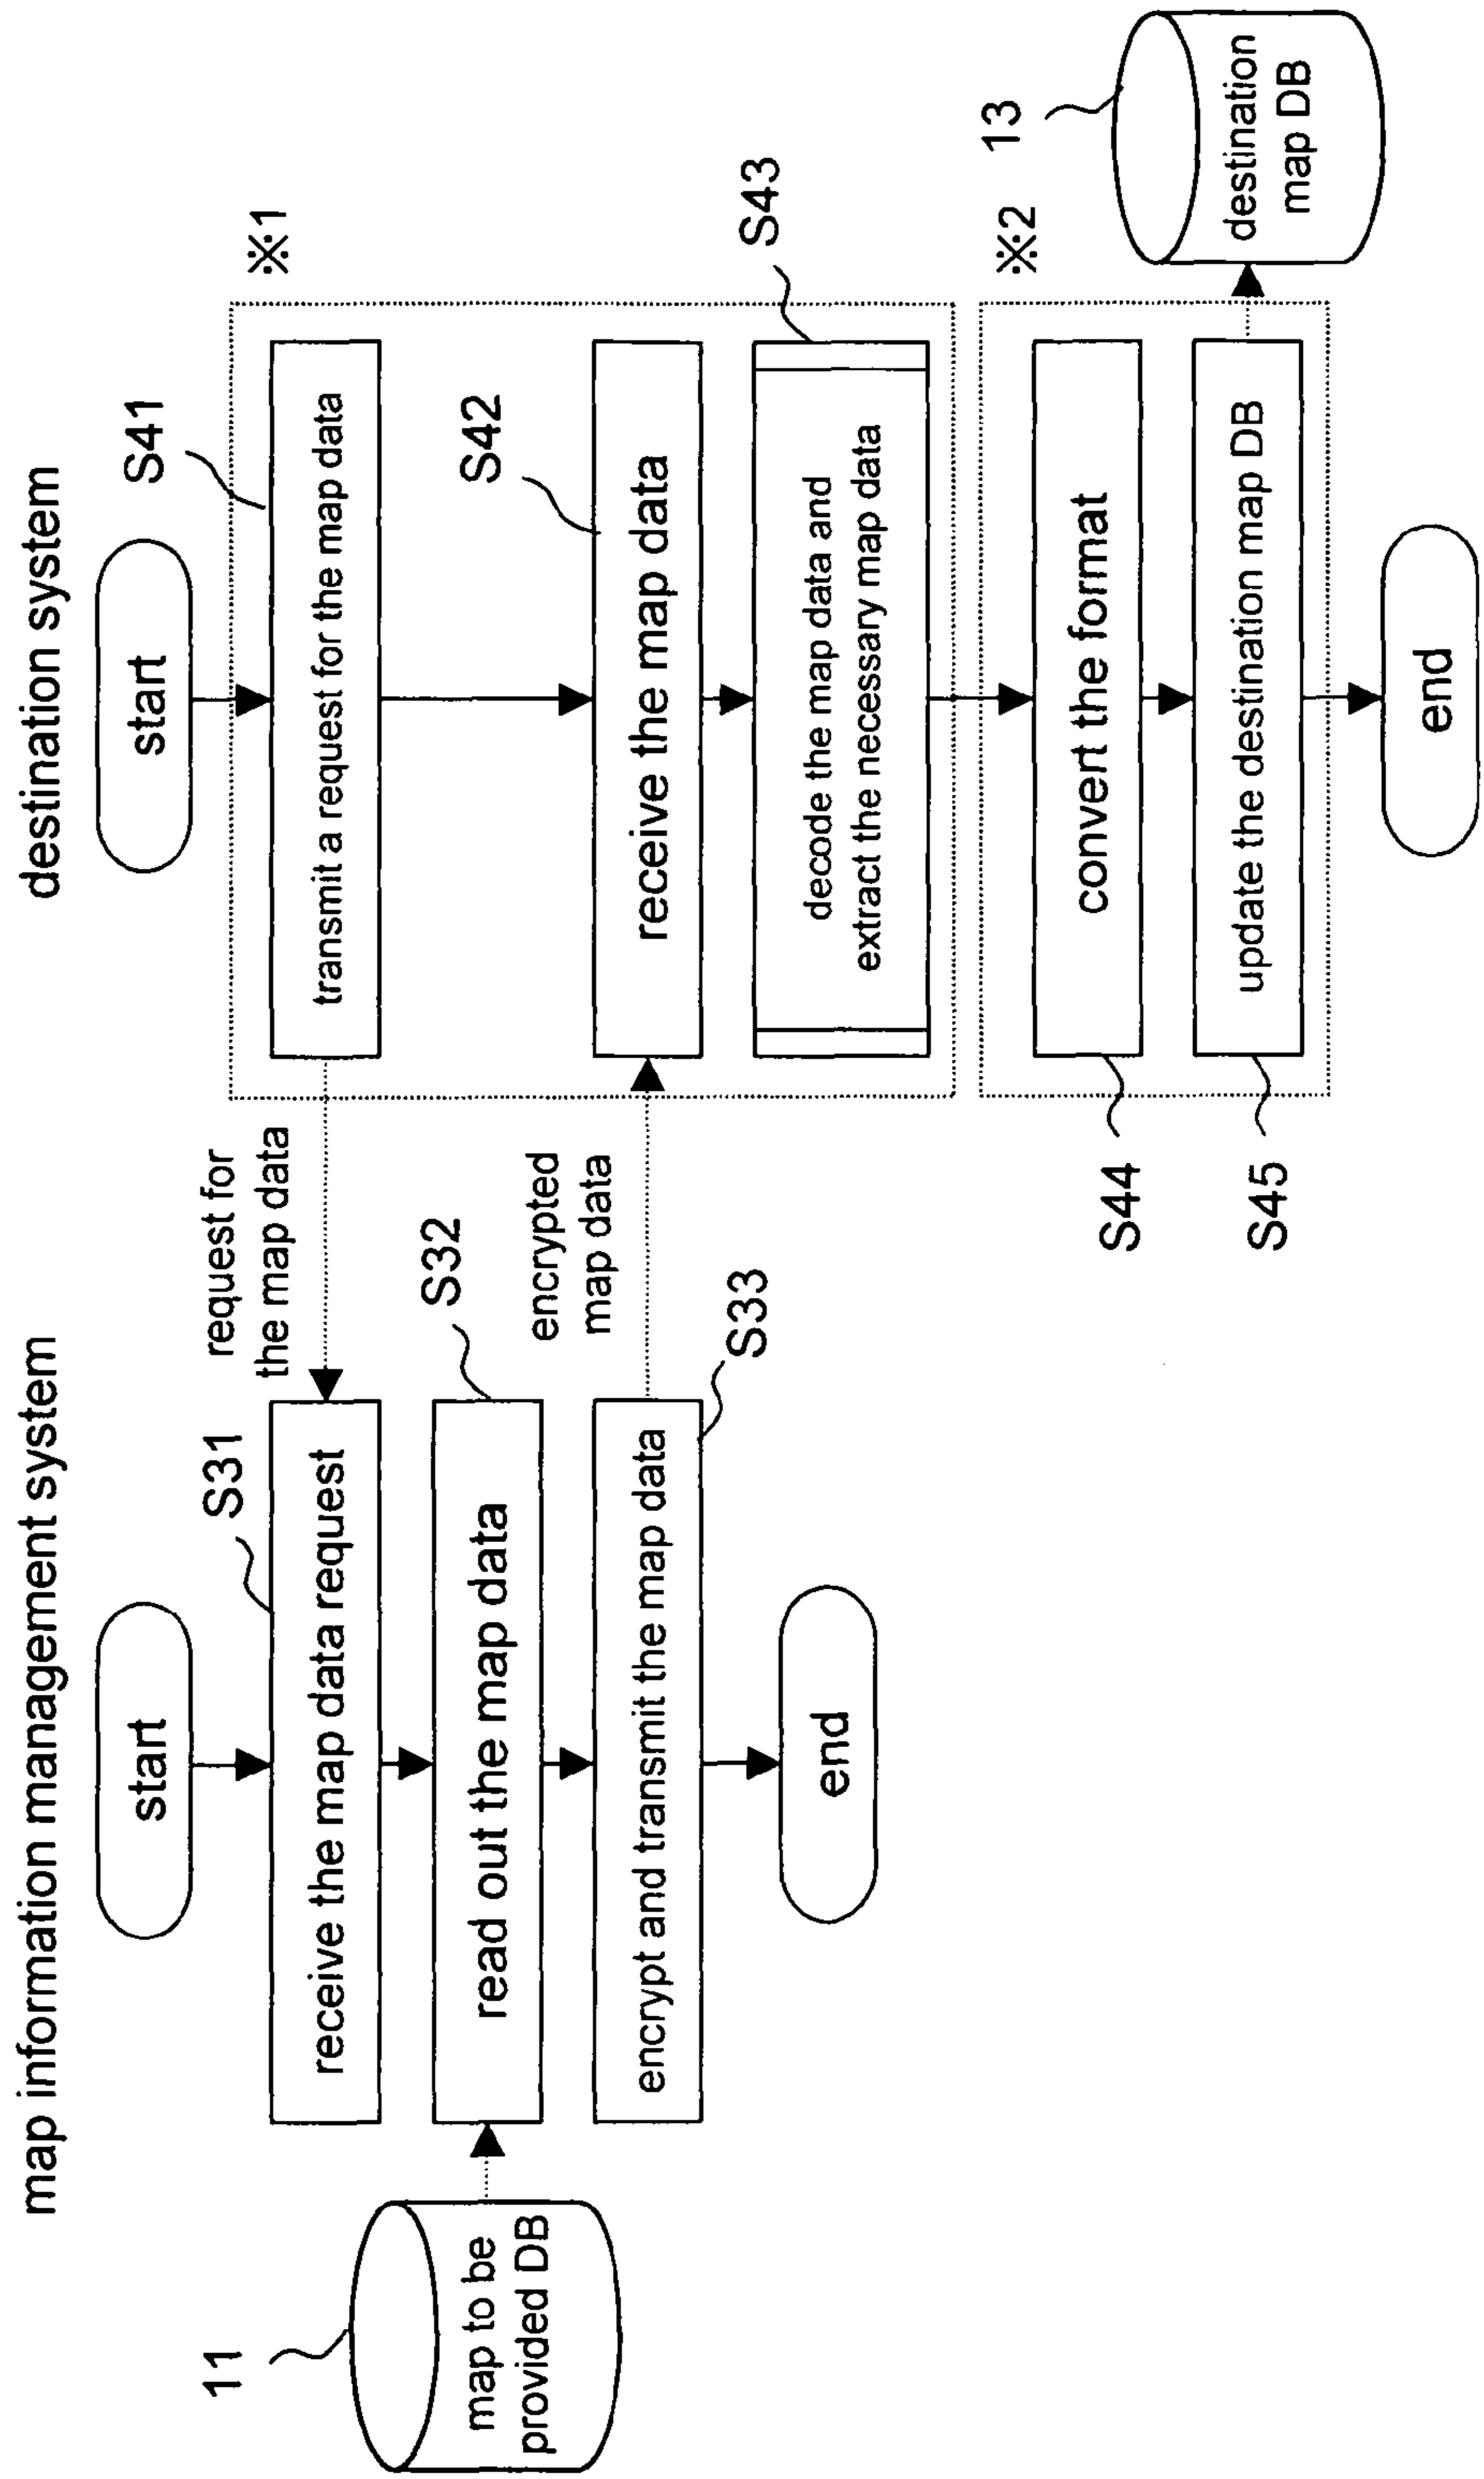 map information management system
start
S31
receive the map data request
S32
read out the map data
11
map to be
provided DB
S33
encrypt and transmit the map data
end
request for
the map data
encrypted
map data
destination system
start
S41
※1
transmit a request for the map data
S42
receive the map data
S43
decode the map data and
extract the necessary map data
※2
S44
convert the format
S45
update the destination map DB
13
destination
map DB
end